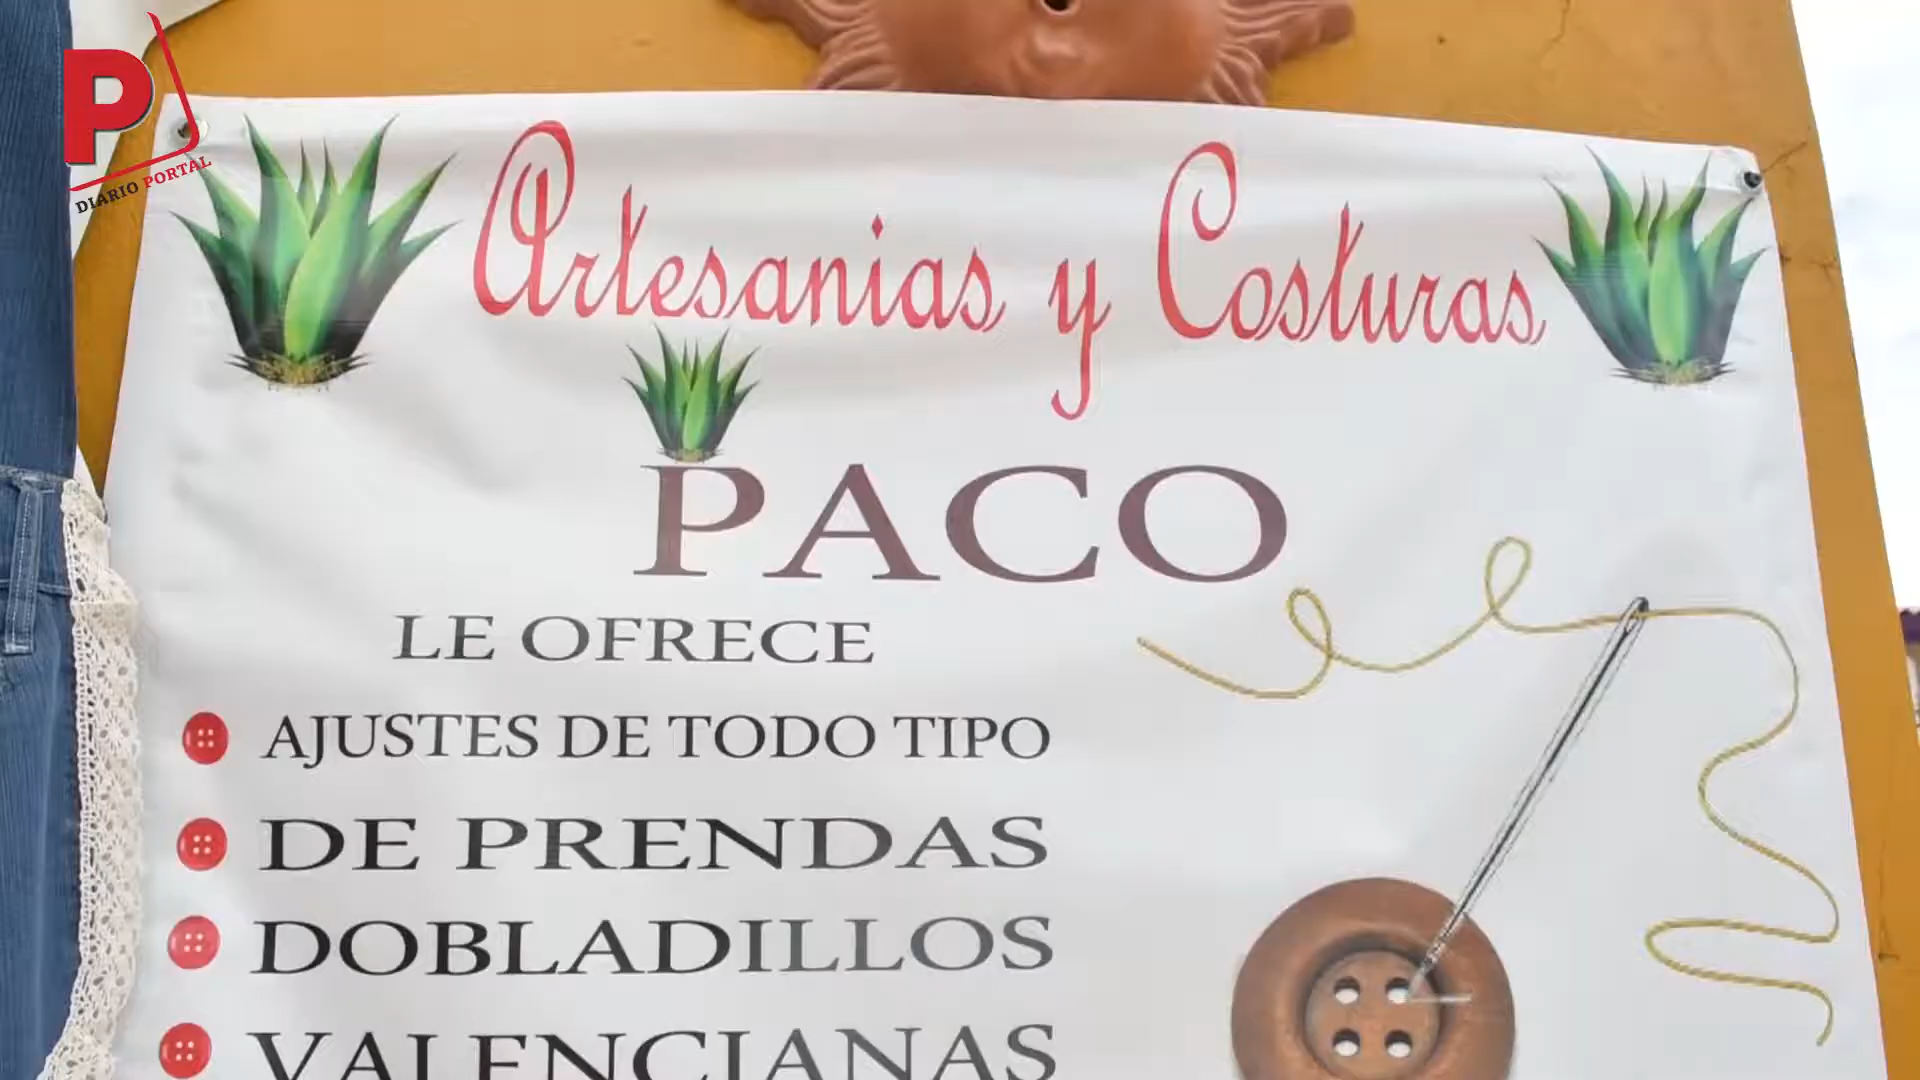 P
DIARIO PORTAL
Artesanias y Costuras
PACO
LE OFRECE
AJUSTES DE TODO TIPO
DE PRENDAS
DOBLADILLOS
VALENCIANAS